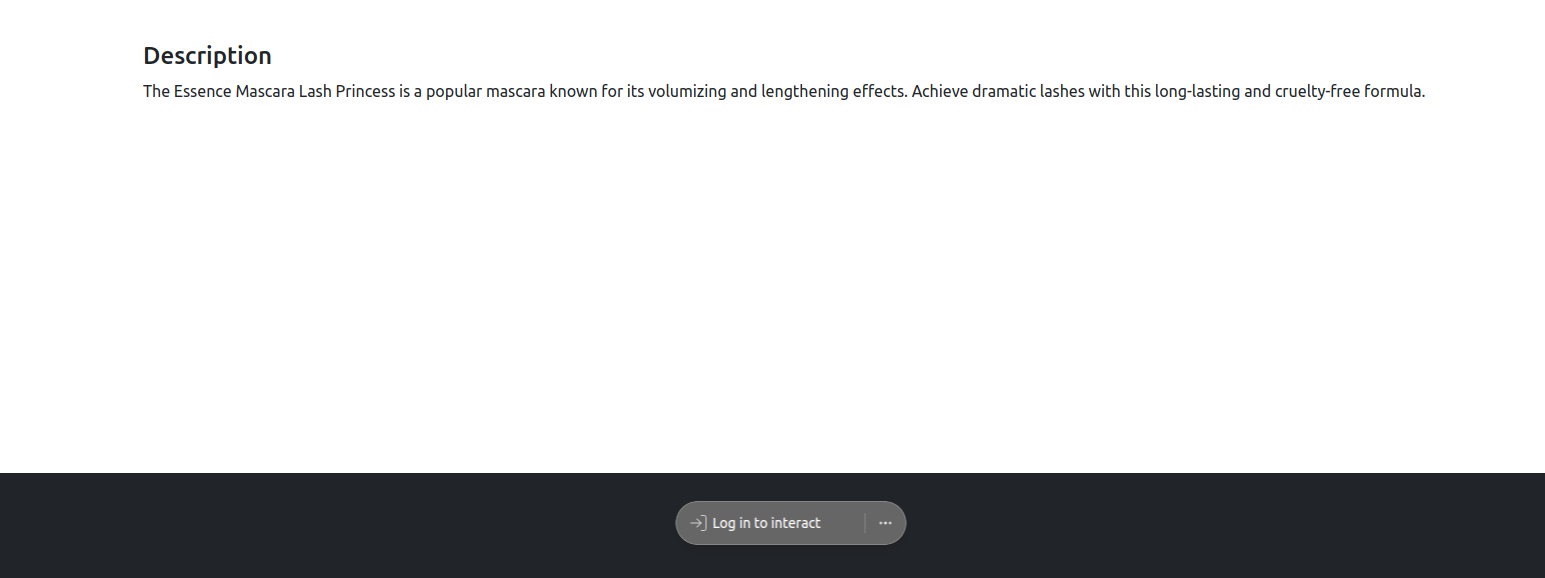 Description
The Essence Mascara Lash Princess is a popular mascara known for its volumizing and lengthening effects. Achieve dramatic lashes with this long-lasting and cruelty-free formula.
Log in to interact